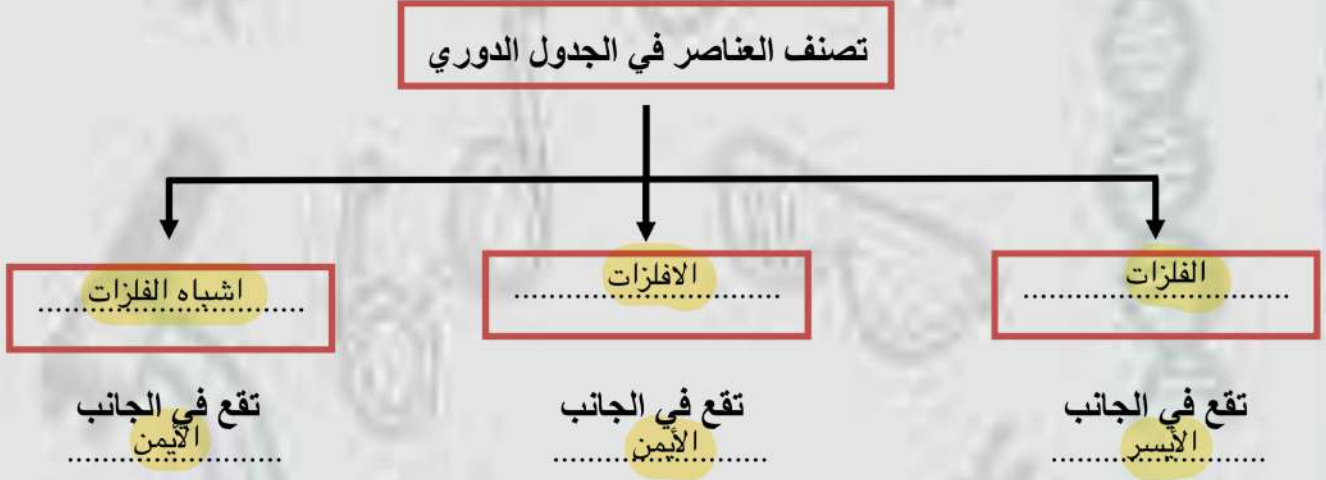 تصنف العناصر في الجدول الدوري
الفلزات
الافلزات
اشباه الفلزات
تقع في الجانب
الأيسر
تقع في الجانب
الأيمن
تقع في الجانب
الأيمن